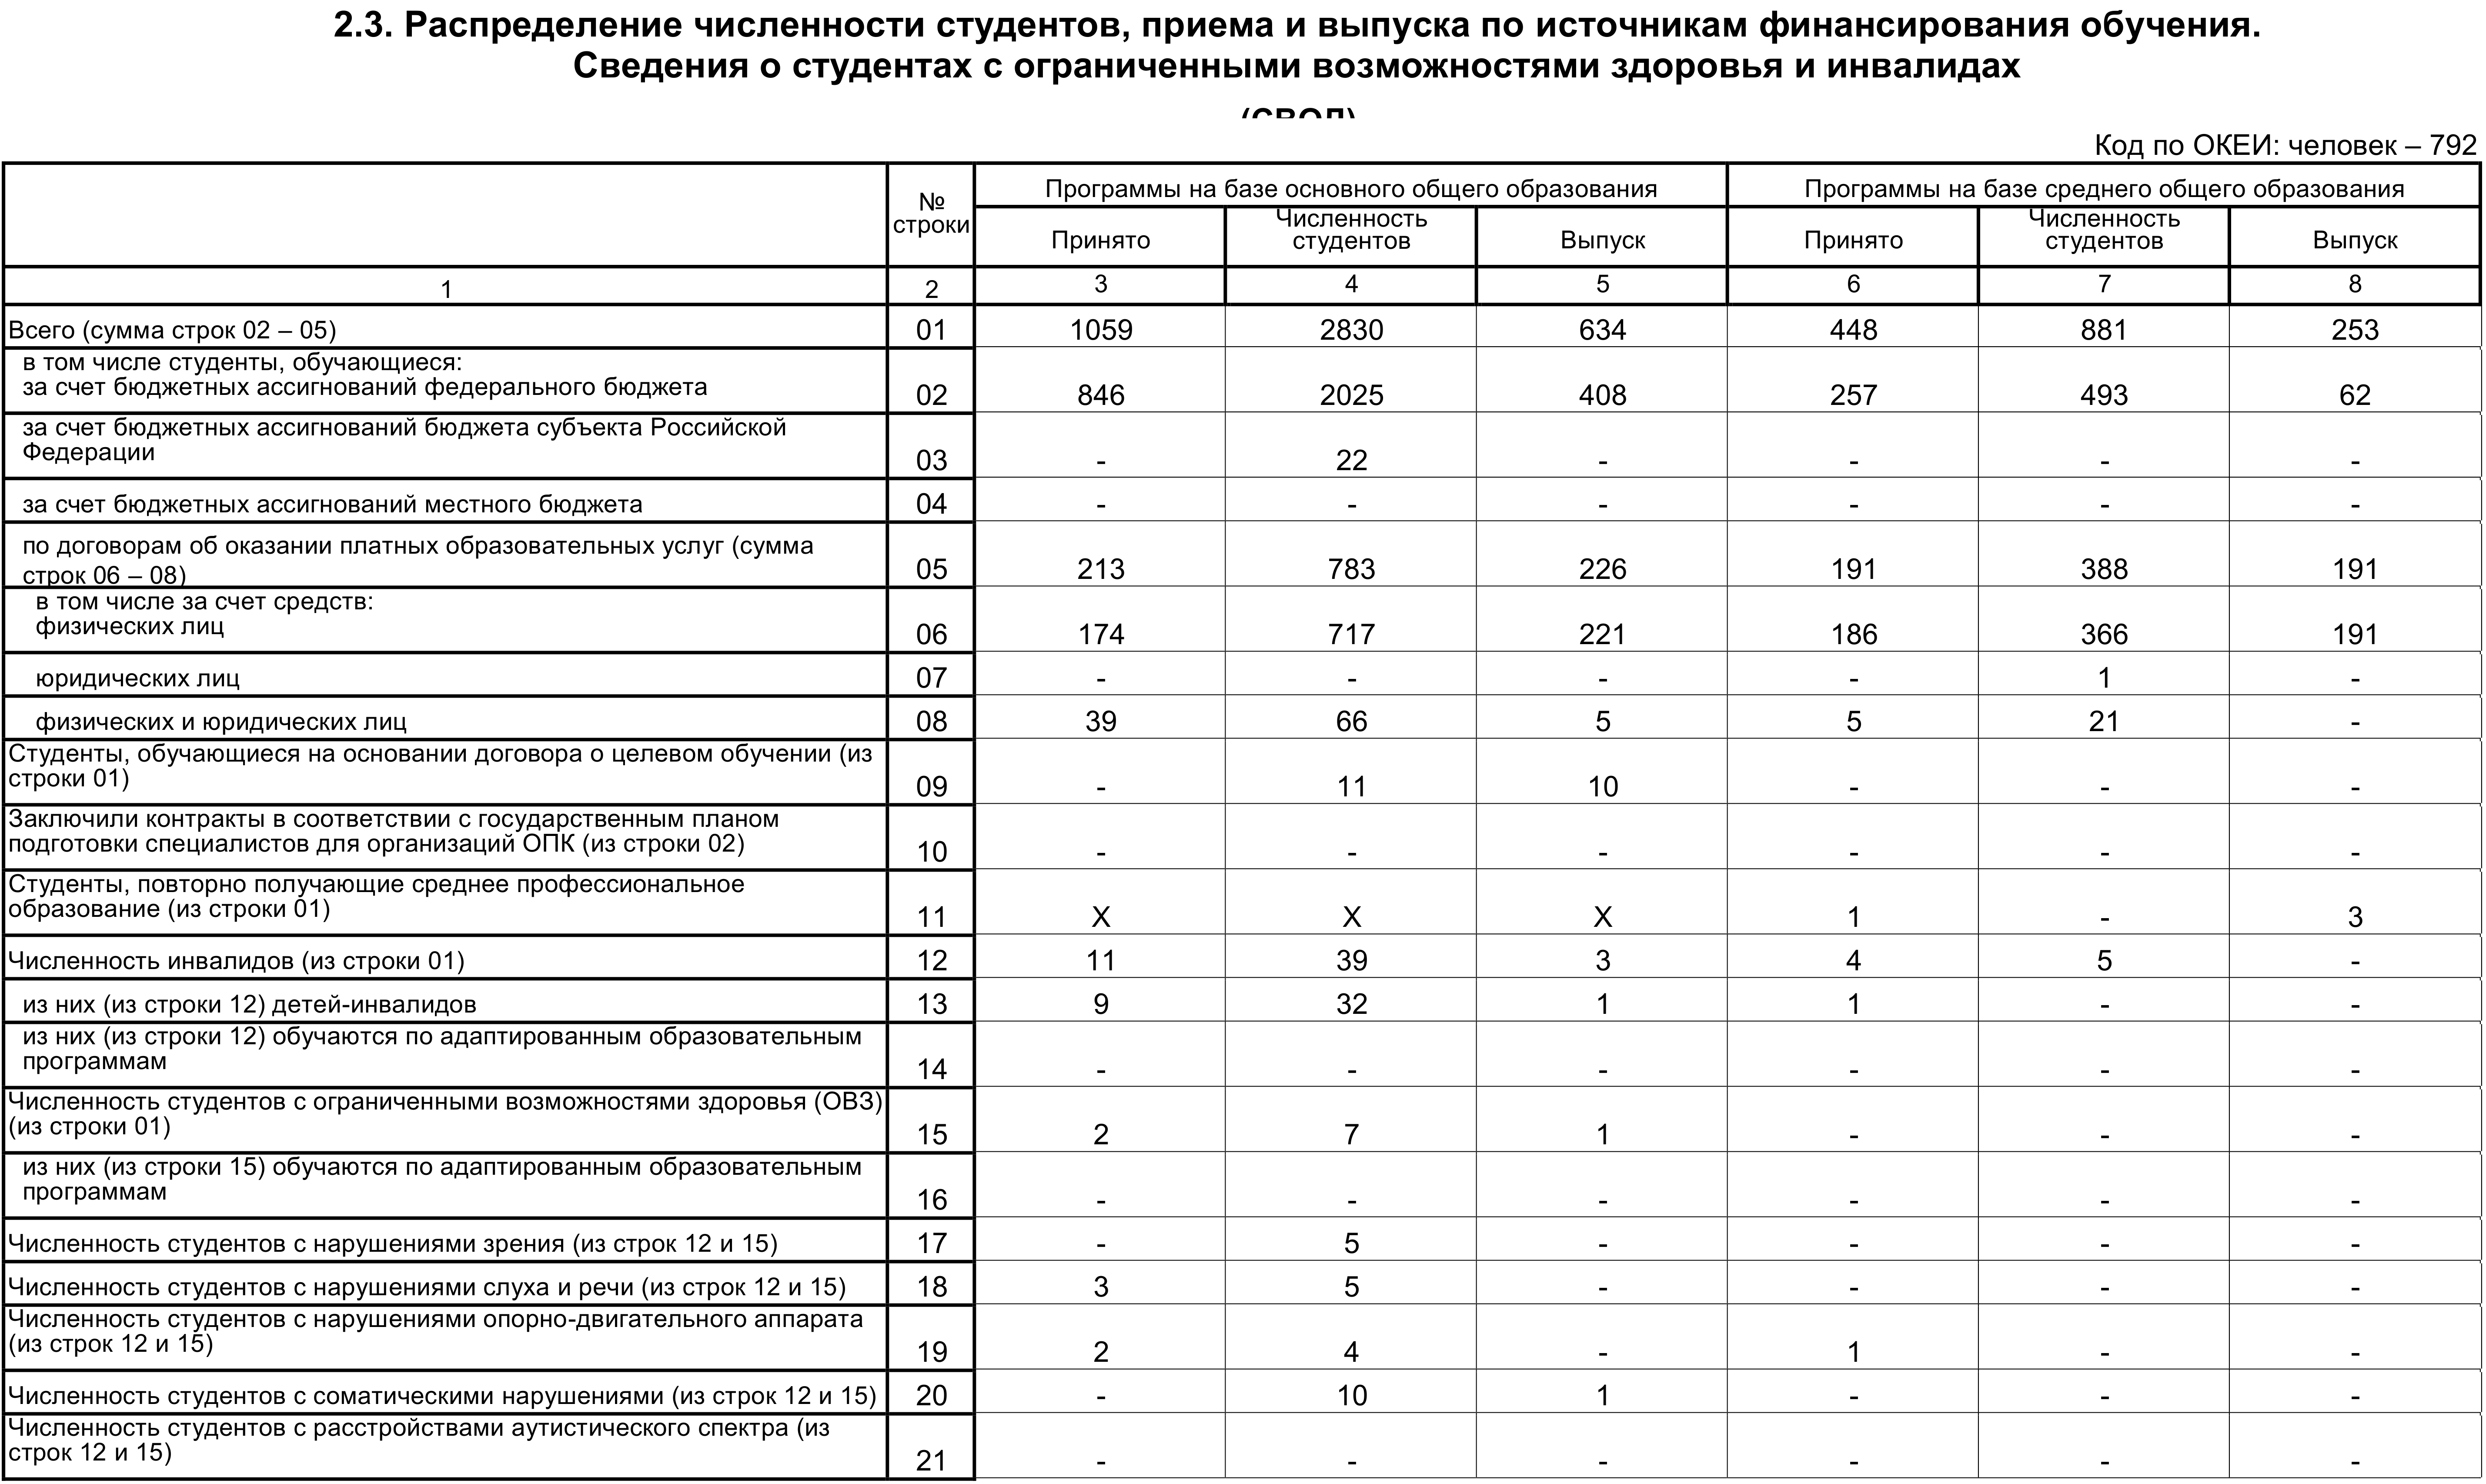 2.3. Распределение численности студентов, приема и выпуска по источникам финансирования обучения.
Сведения о студентах с ограниченными возможностями здоровья и инвалидах
(СВОД)
Код по ОКЕИ: человек – 792
№ строки Программы на базе основного общего образования Программы на базе среднего общего образования
Принято Численность студентов Выпуск Принято Численность студентов Выпуск
1 2 3 4 5 6 7 8
Всего (сумма строк 02 – 05) 01 1059 2830 634 448 881 253
в том числе студенты, обучающиеся:
за счет бюджетных ассигнований федерального бюджета 02 846 2025 408 257 493 62
за счет бюджетных ассигнований бюджета субъекта Российской
Федерации 03 - 22 - - - -
за счет бюджетных ассигнований местного бюджета 04 - - - - - -
по договорам об оказании платных образовательных услуг (сумма
строк 06 – 08) 05 213 783 226 191 388 191
в том числе за счет средств:
физических лиц 06 174 717 221 186 366 191
юридических лиц 07 - - - - 1 -
физических и юридических лиц 08 39 66 5 5 21 -
Студенты, обучающиеся на основании договора о целевом обучении (из
строки 01) 09 - 11 10 - - -
Заключили контракты в соответствии с государственным планом
подготовки специалистов для организаций ОПК (из строки 02) 10 - - - - - -
Студенты, повторно получающие среднее профессиональное
образование (из строки 01) 11 X X X 1 - 3
Численность инвалидов (из строки 01) 12 11 39 3 4 5 -
из них (из строки 12) детей-инвалидов 13 9 32 1 1 - -
из них (из строки 12) обучаются по адаптированным образовательным
программам 14 - - - - - -
Численность студентов с ограниченными возможностями здоровья (ОВЗ)
(из строки 01) 15 2 7 1 - - -
из них (из строки 15) обучаются по адаптированным образовательным
программам 16 - - - - - -
Численность студентов с нарушениями зрения (из строк 12 и 15) 17 - 5 - - - -
Численность студентов с нарушениями слуха и речи (из строк 12 и 15) 18 3 5 - - - -
Численность студентов с нарушениями опорно-двигательного аппарата
(из строк 12 и 15) 19 2 4 - 1 - -
Численность студентов с соматическими нарушениями (из строк 12 и 15) 20 - 10 1 - - -
Численность студентов с расстройствами аутистического спектра (из
строк 12 и 15) 21 - - - - - -